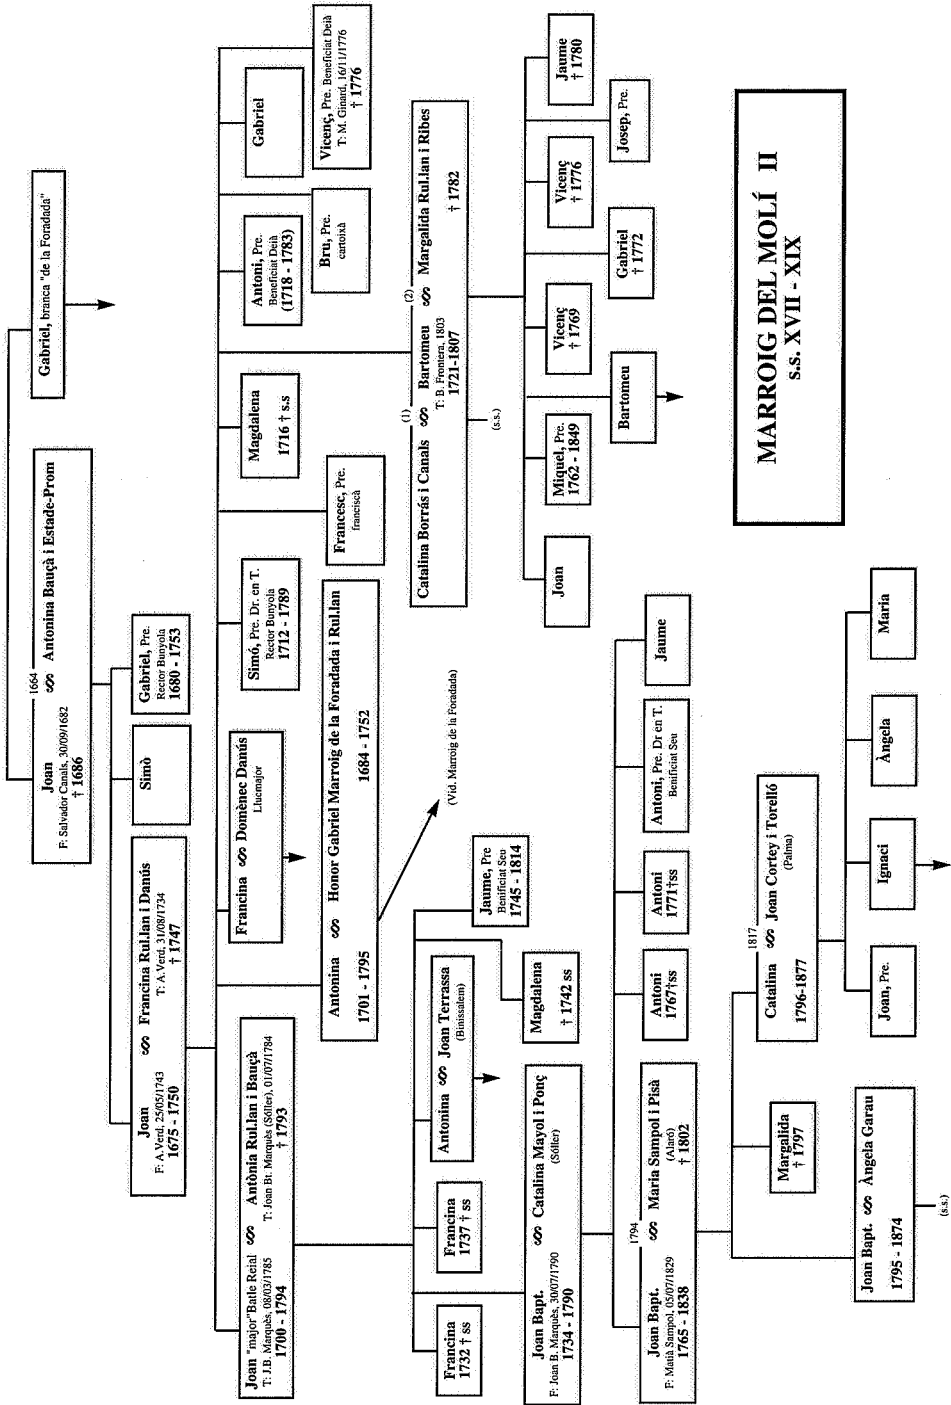 Gabriel, branca "de la Foradada"
1664
Joan ∞ Antonina Bauçà i Estade-Prom
F: Salvador Canals, 30/09/1682
† 1686
Joan ∞ Francina Rul.lan i Danús
F: A.Verd, 25/05/1743 T: A.Verd, 31/08/1734
1675 - 1750 † 1747
Simò
Gabriel, Pre.
Rector Bunyola
1680 - 1753
Joan "major"Batle Reial ∞ Antònia Rul.lan i Bauçà
T: J.B. Marquès, 08/03/1785 T: Joan Bt. Marquès (Sóller), 01/07/1784
1700 - 1794 † 1793
Francina ∞ Domènec Danús
Llucmajor
Simó, Pre. Dr. en T.
Rector Bunyola
1712 - 1789
Magdalena
1716 † s.s
Antoni, Pre.
Beneficiat Deià
(1718 - 1783)
Gabriel
Antonina ∞ Honor Gabriel Marroig de la Foradada i Rul.lan
1701 - 1795 1684 - 1752
Francesc, Pre.
franciscà
Bru, Pre.
cartoixà
Vicenç, Pre. Beneficiat Deià
T: M. Ginard, 16/11/1776
† 1776
(1) (2)
Catalina Borrás i Canals ∞ Bartomeu ∞ Margalida Rul.lan i Ribes
T: B. Frontera, 1803
1721-1807 † 1782
(s.s.)
(Vid. Marroig de la Foradada)
Francina
1732 † ss
Francina
1737 † ss
Antonina ∞ Joan Terrassa
(Binissalem)
Jaume, Pre
Benificiat Seu
1745 - 1814
Joan Bapt. ∞ Catalina Mayol i Ponç
F: Joan B. Marquès, 30/07/1790 (Sóller)
1734 - 1790
Magdalena
† 1742 ss
Joan
Miquel, Pre.
1762 - 1849
Vicenç
† 1769
Vicenç
† 1776
Jaume
† 1780
Bartomeu
Gabriel
† 1772
Josep, Pre.
1794
Joan Bapt. ∞ Maria Sampol i Pisà
F: Matià Sampol, 05/07/1829 (Alaró)
1765 - 1838 † 1802
Antoni
1767†ss
Antoni
1771†ss
Antoni, Pre. Dr en T.
Benificiat Seu
Jaume
Margalida
† 1797
1817
Catalina ∞ Joan Cortey i Torelló
(Palma)
1796-1877
Joan Bapt. ∞ Àngela Garau
1795 - 1874
(s.s.)
Joan, Pre.
Ignaci
Àngela
Maria
MARROIG DEL MOLÍ II
s.s. XVII - XIX